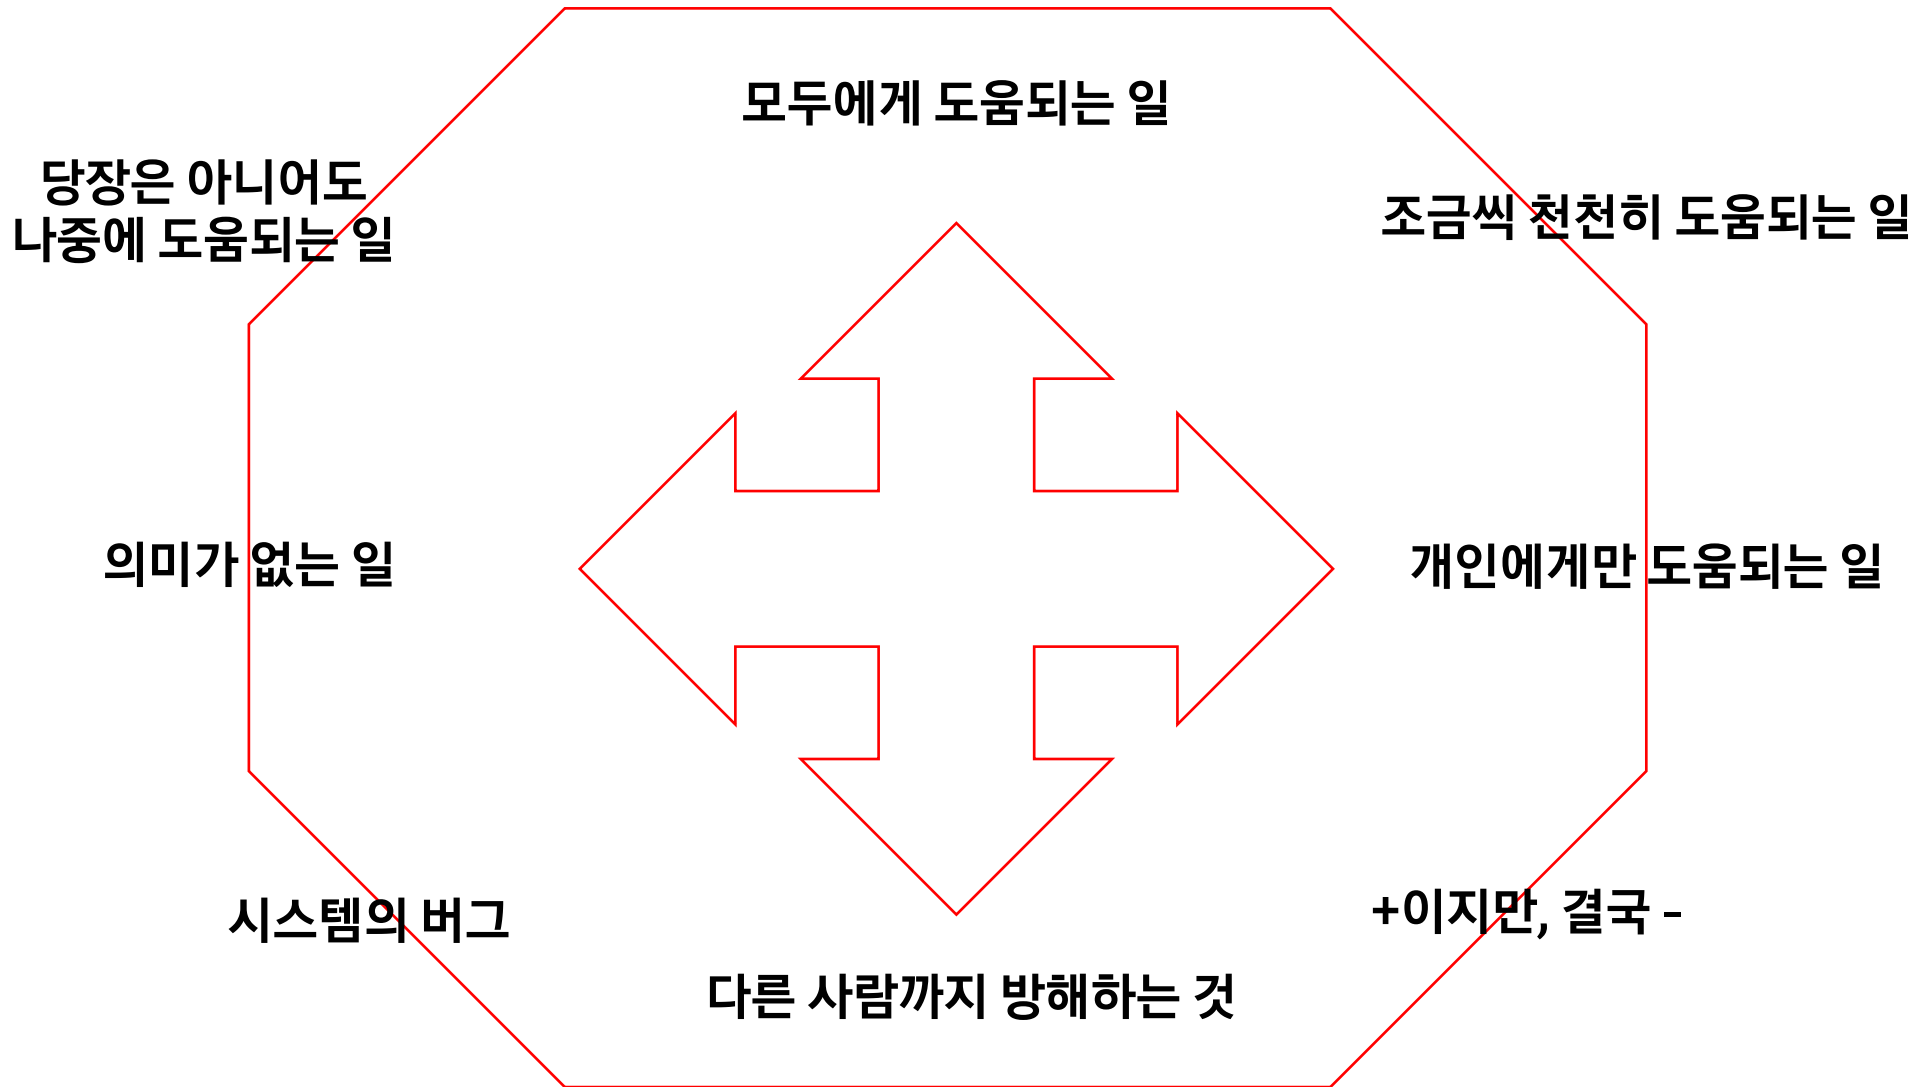 모두에게 도움되는 일
당장은 아니어도
나중에 도움되는 일
조금씩 천천히 도움되는 일
의미가 없는 일
개인에게만 도움되는 일
시스템의 버그
+이지만, 결국 -
다른 사람까지 방해하는 것